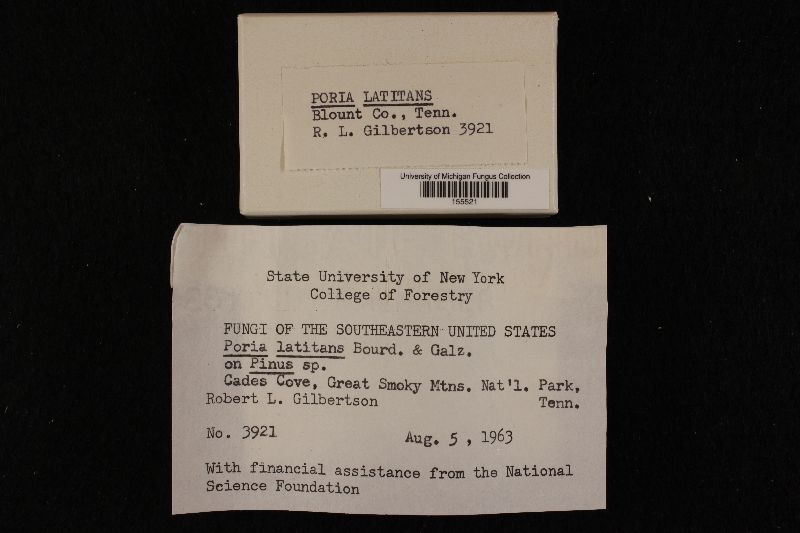 PORIA LATITANS
Blount Co., Tenn.
R. L. Gilbertson 3921
University of Michigan Fungus Collection
155521
State University of New York
College of Forestry
FUNGI OF THE SOUTHEASTERN UNITED STATES
Poria latitans Bourd. & Galz.
on Pinus sp.
Cades Cove, Great Smoky Mtns. Nat'l. Park,
Robert L. Gilbertson Tenn.
No. 3921 Aug. 5, 1963
With financial assistance from the National
Science Foundation